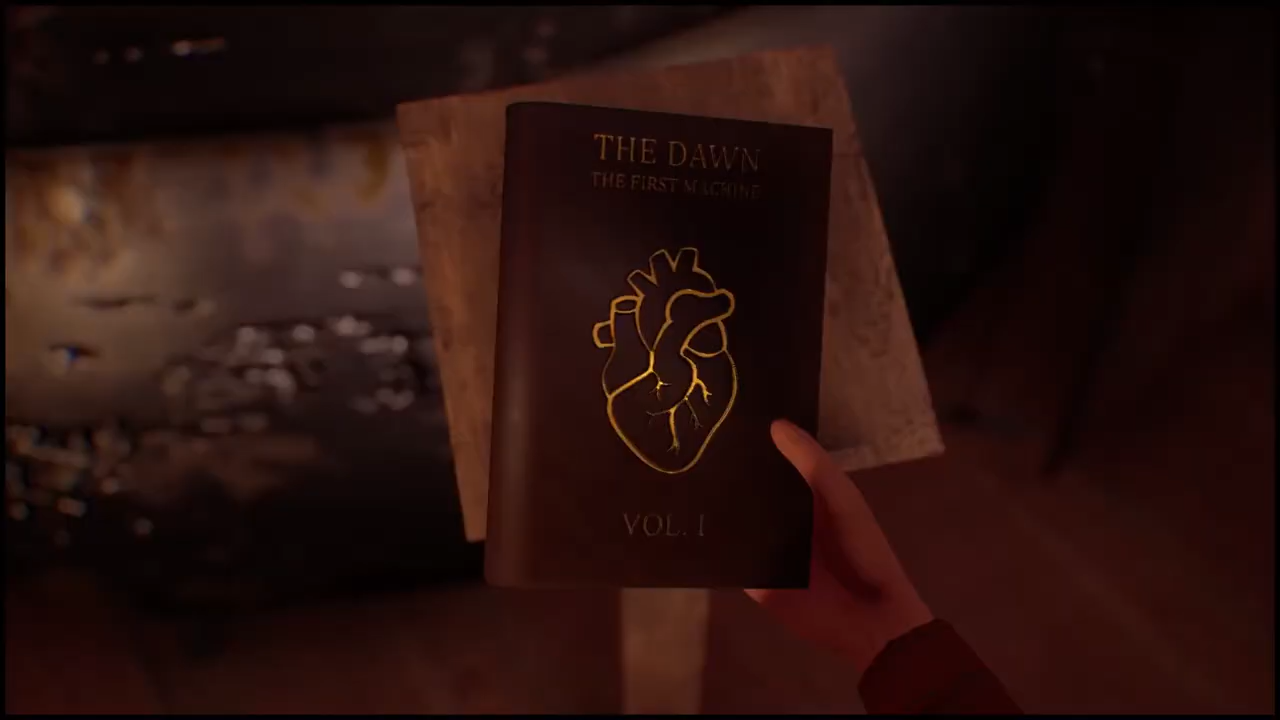 THE DAWN
THE FIRST MACHINE
VOL. I